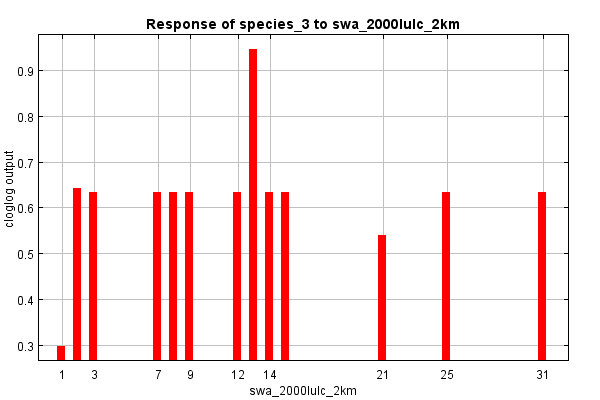 Response of species_3 to swa_2000lulc_2km
cloglog output
0.9
0.8
0.7
0.6
0.5
0.4
0.3
1 3 7 9 12 14 21 25 31
swa_2000lulc_2km